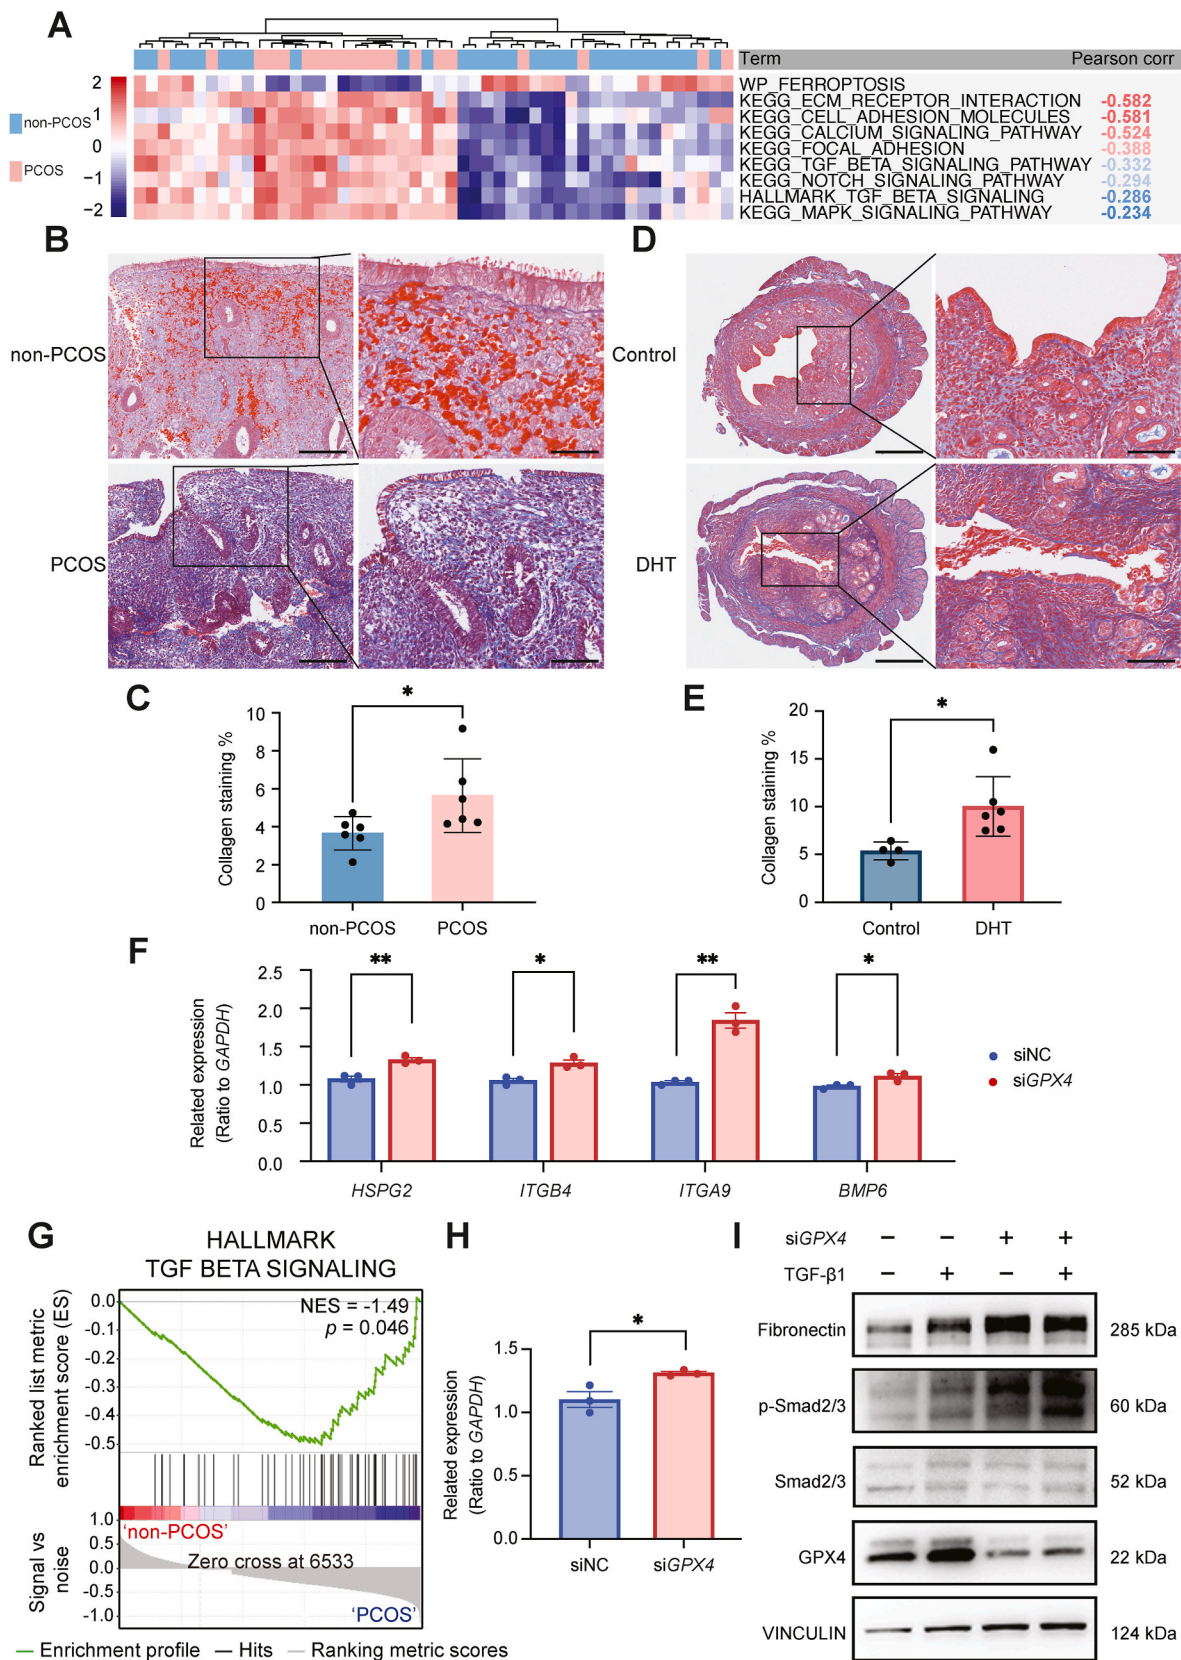 A
Term Pearson corr
2
1
0
−1
−2
non-PCOS
PCOS
WP_FERROPTOSIS
KEGG_ECM_RECEPTOR_INTERACTION -0.582
KEGG_CELL_ADHESION_MOLECULES -0.581
KEGG_CALCIUM_SIGNALING_PATHWAY -0.524
KEGG_FOCAL_ADHESION -0.388
KEGG_TGF_BETA_SIGNALING_PATHWAY -0.332
KEGG_NOTCH_SIGNALING_PATHWAY -0.294
HALLMARK_TGF_BETA_SIGNALING -0.286
KEGG_MAPK_SIGNALING_PATHWAY -0.234
B
non-PCOS
PCOS
D
Control
DHT
C
Collagen staining %
10
8
6
4
2
0
*
non-PCOS PCOS
E
Collagen staining %
20
15
10
5
0
*
Control DHT
F
Related expression
(Ratio to GAPDH)
2.5
2.0
1.5
1.0
0.5
0.0
** * ** *
HSPG2 ITGB4 ITGA9 BMP6
siNC
siGPX4
G
HALLMARK
TGF BETA SIGNALING
NES = -1.49
p = 0.046
Ranked list metric
enrichment score (ES)
0.0
-0.1
-0.2
-0.3
-0.4
-0.5
Signal vs
noise
1.0
0.5
0.0
-0.5
-1.0
'non-PCOS'
Zero cross at 6533
'PCOS'
Enrichment profile Hits Ranking metric scores
H
Related expression
(Ratio to GAPDH)
1.5
1.0
0.5
0.0
*
siNC siGPX4
I
siGPX4 − − + +
TGF-β1 − + − +
Fibronectin 285 kDa
p-Smad2/3 60 kDa
Smad2/3 52 kDa
GPX4 22 kDa
VINCULIN 124 kDa